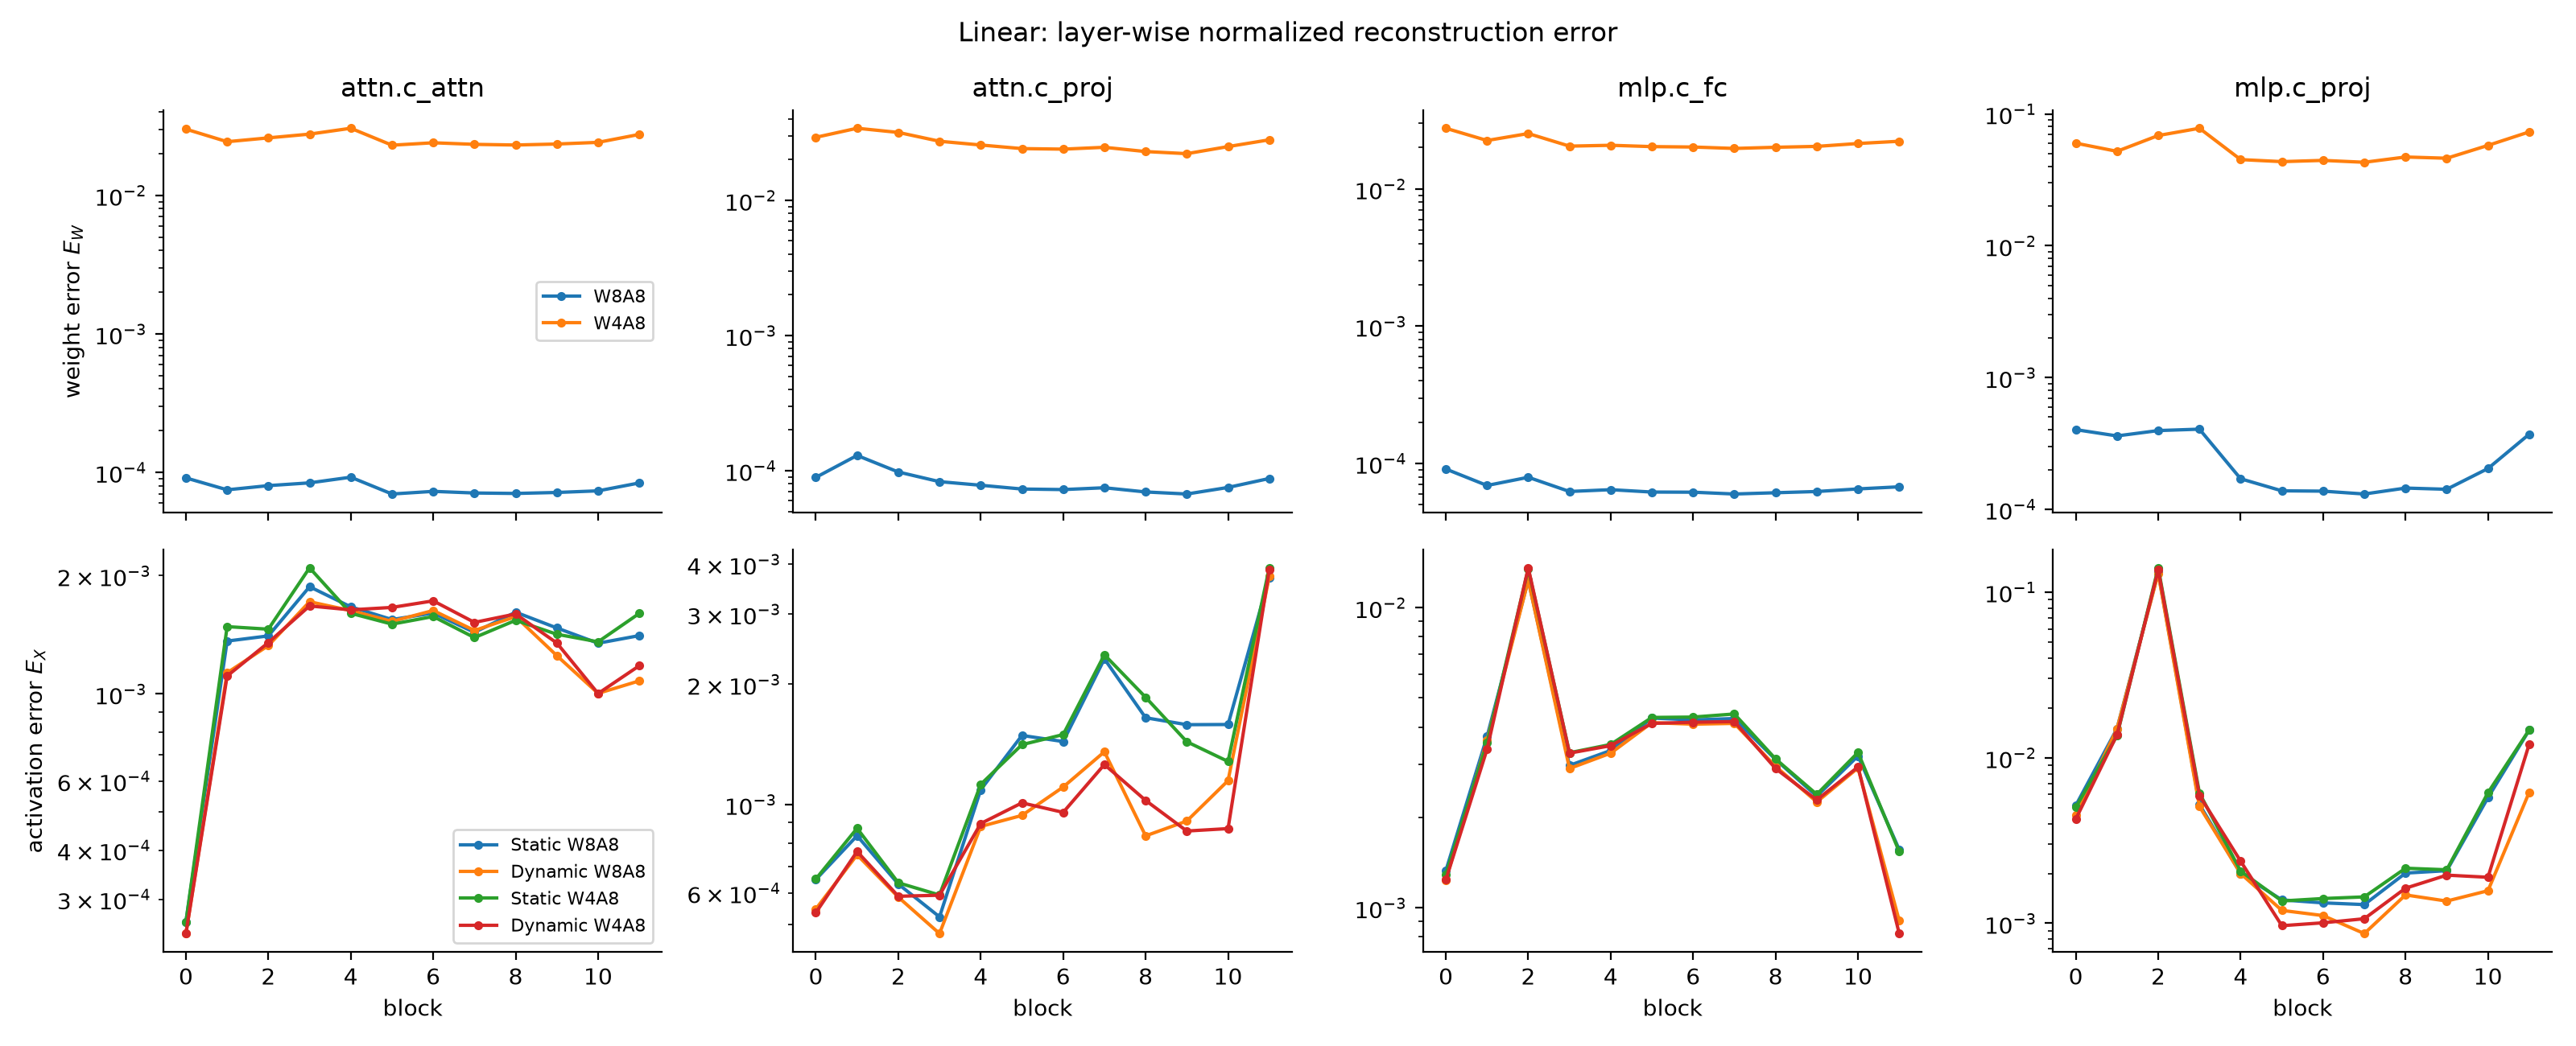 Linear: layer-wise normalized reconstruction error
attn.c_attn
attn.c_proj
mlp.c_fc
mlp.c_proj
weight error E_W
10⁻²
10⁻³
10⁻⁴
W8A8
W4A8
10⁻²
10⁻³
10⁻⁴
10⁻²
10⁻³
10⁻⁴
10⁻¹
10⁻²
10⁻³
10⁻⁴
activation error E_X
2 × 10⁻³
10⁻³
6 × 10⁻⁴
4 × 10⁻⁴
3 × 10⁻⁴
Static W8A8
Dynamic W8A8
Static W4A8
Dynamic W4A8
0 2 4 6 8 10
block
4 × 10⁻³
3 × 10⁻³
2 × 10⁻³
10⁻³
6 × 10⁻⁴
0 2 4 6 8 10
block
10⁻²
10⁻³
0 2 4 6 8 10
block
10⁻¹
10⁻²
10⁻³
0 2 4 6 8 10
block